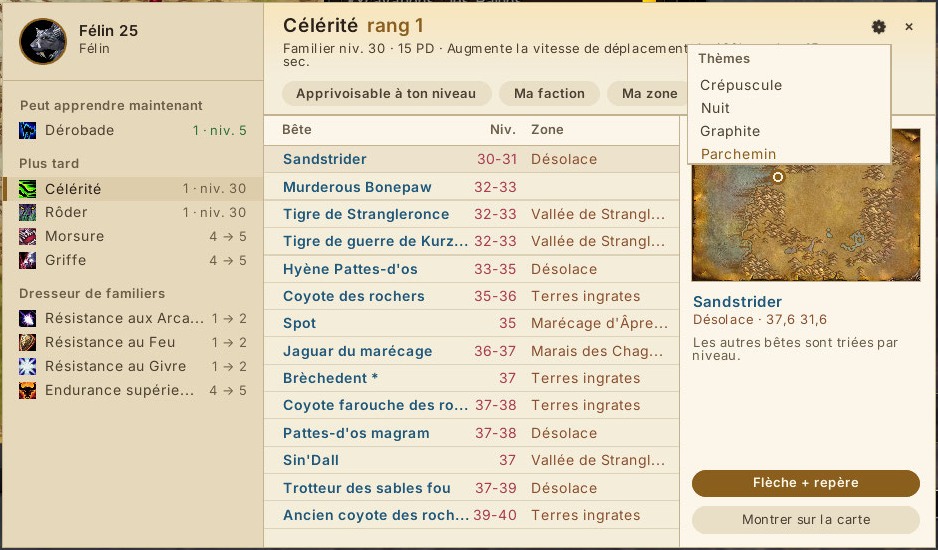 Félin 25
Félin
Célérité rang 1
Familier niv. 30 · 15 PD · Augmente la vitesse de déplacement
sec.
Apprivoisable à ton niveau
Ma faction
Ma zone
Thèmes
Crépuscule
Nuit
Graphite
Parchemin
Peut apprendre maintenant
Dérobade 1 · niv. 5
Plus tard
Célérité 1 · niv. 30
Rôder 1 · niv. 30
Morsure 4 → 5
Griffe 4 → 5
Dresseur de familiers
Résistance aux Arca... 1 → 2
Résistance au Feu 1 → 2
Résistance au Givre 1 → 2
Endurance supérie... 4 → 5
Bête Niv. Zone
Sandstrider 30-31 Désolace
Murderous Bonepaw 32-33
Tigre de Strangleronce 32-33 Vallée de Strangl...
Tigre de guerre de Kurz... 32-33 Vallée de Strangl...
Hyène Pattes-d'os 33-35 Désolace
Coyote des rochers 35-36 Terres ingrates
Spot 35 Marécage d'Âpre...
Jaguar du marécage 36-37 Marais des Chag...
Brèchedent * 37 Terres ingrates
Coyote farouche des ro... 37-38 Terres ingrates
Pattes-d'os magram 37-38 Désolace
Sin'Dall 37 Vallée de Strangl...
Trotteur des sables fou 37-39 Désolace
Ancien coyote des roch... 39-40 Terres ingrates
Sandstrider
Désolace · 37,6 31,6
Les autres bêtes sont triées par
niveau.
Flèche + repère
Montrer sur la carte